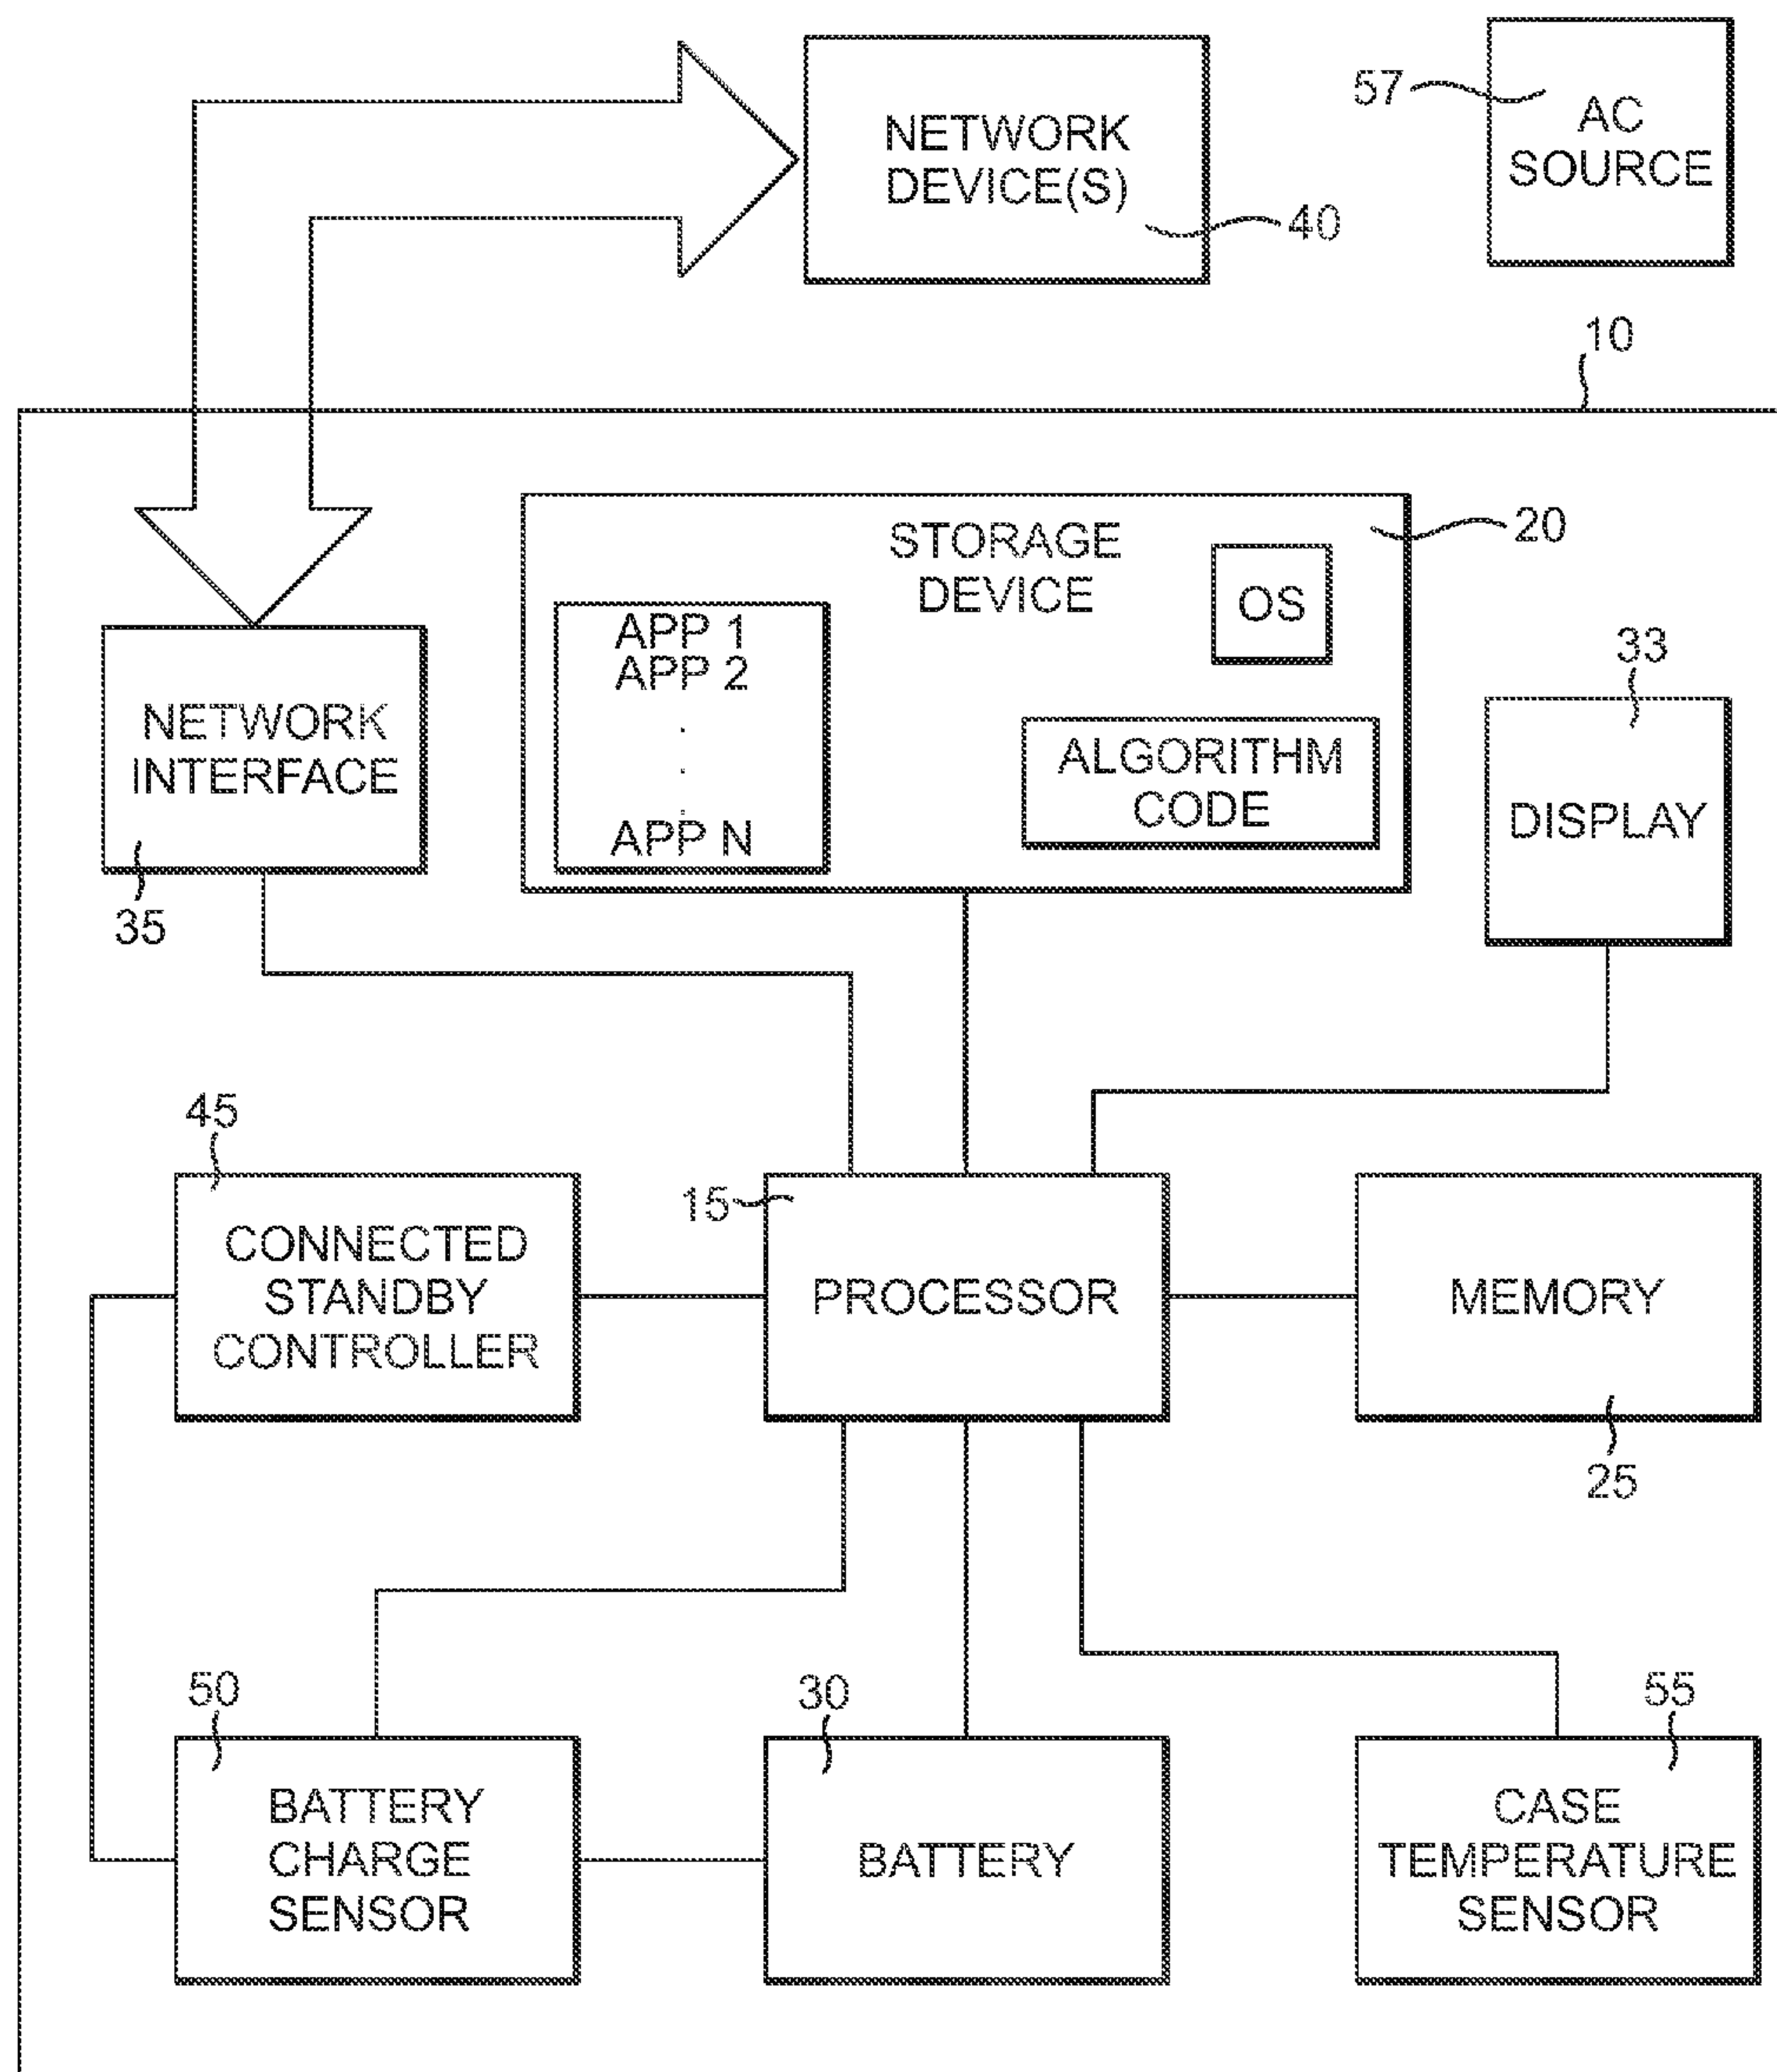 NETWORK
DEVICE(S)
40
57
AC
SOURCE
10
STORAGE
DEVICE
20
OS
APP 1
APP 2
.
.
.
APP N
ALGORITHM
CODE
NETWORK
INTERFACE
35
33
DISPLAY
45
CONNECTED
STANDBY
CONTROLLER
15
PROCESSOR
MEMORY
25
50
BATTERY
CHARGE
SENSOR
30
BATTERY
55
CASE
TEMPERATURE
SENSOR